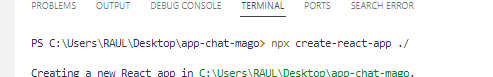 PROBLEMS OUTPUT DEBUG CONSOLE TERMINAL PORTS SEARCH ERROR
PS C:\Users\RAUL\Desktop\app-chat-mago> npx create-react-app ./
Creating a new React app in C:\Users\RAUL\Desktop\app-chat-mago.